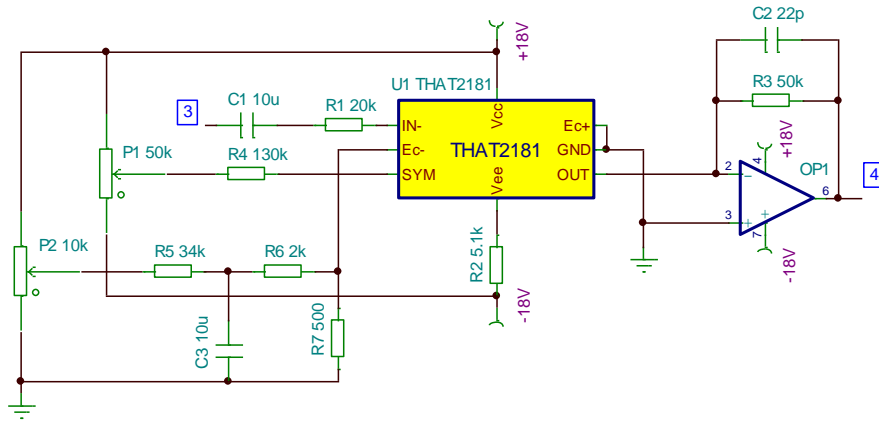 C2 22p
+18V
R3 50k
U1 THAT2181
3
C1 10u
R1 20k
IN-
Vcc
Ec+
P1 50k
R4 130k
Ec-
THAT2181
GND
SYM
Vee
OUT
+18V
OP1
2
4
6
4
3
7
P2 10k
R5 34k
R6 2k
R2 5.1k
-18V
-18V
C3 10u
R7 500